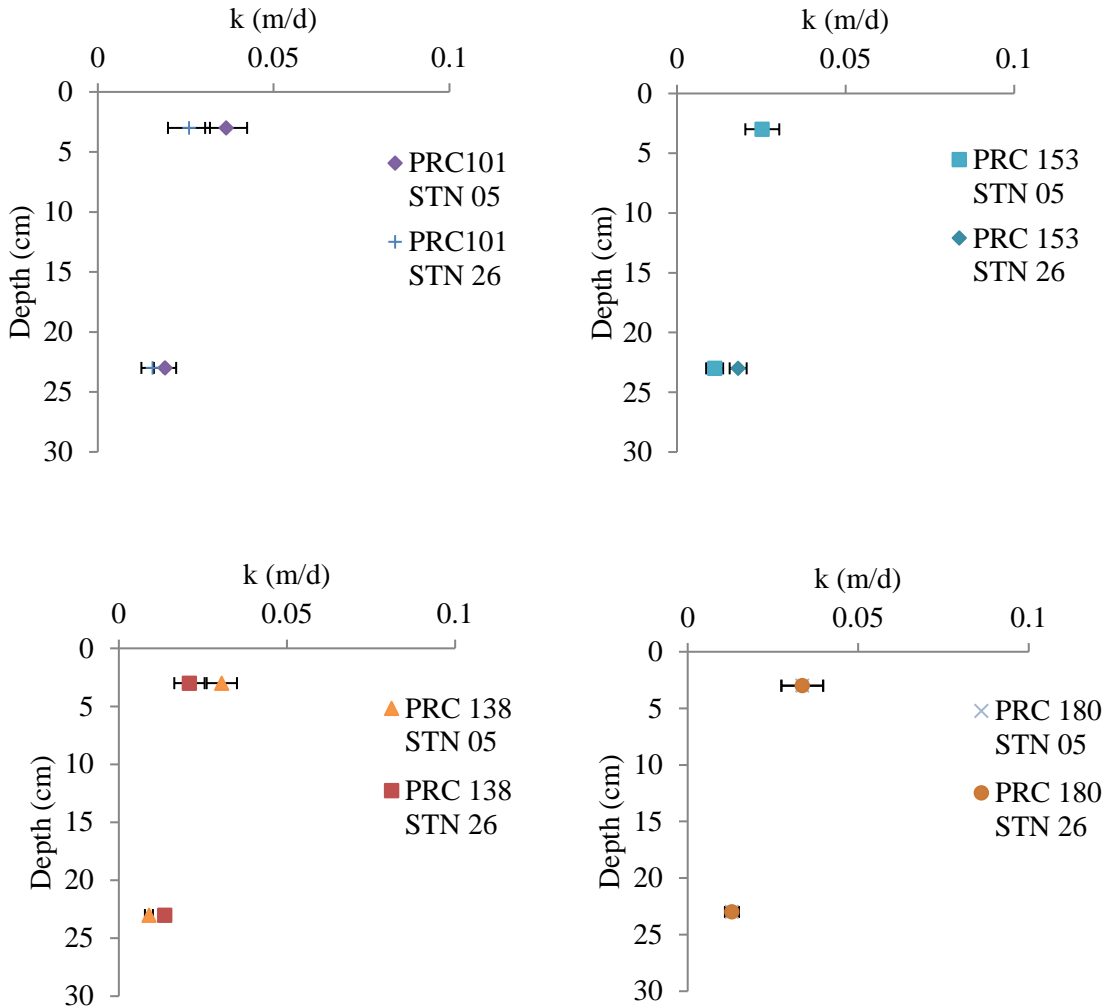 k (m/d)
0 0.05 0.1
0
5
10
15
20
25
30
Depth (cm)
PRC101
STN 05
PRC101
STN 26
k (m/d)
0 0.05 0.1
0
5
10
15
20
25
30
Depth (cm)
PRC 153
STN 05
PRC 153
STN 26
k (m/d)
0 0.05 0.1
0
5
10
15
20
25
30
Depth (cm)
PRC 138
STN 05
PRC 138
STN 26
k (m/d)
0 0.05 0.1
0
5
10
15
20
25
30
Depth (cm)
PRC 180
STN 05
PRC 180
STN 26